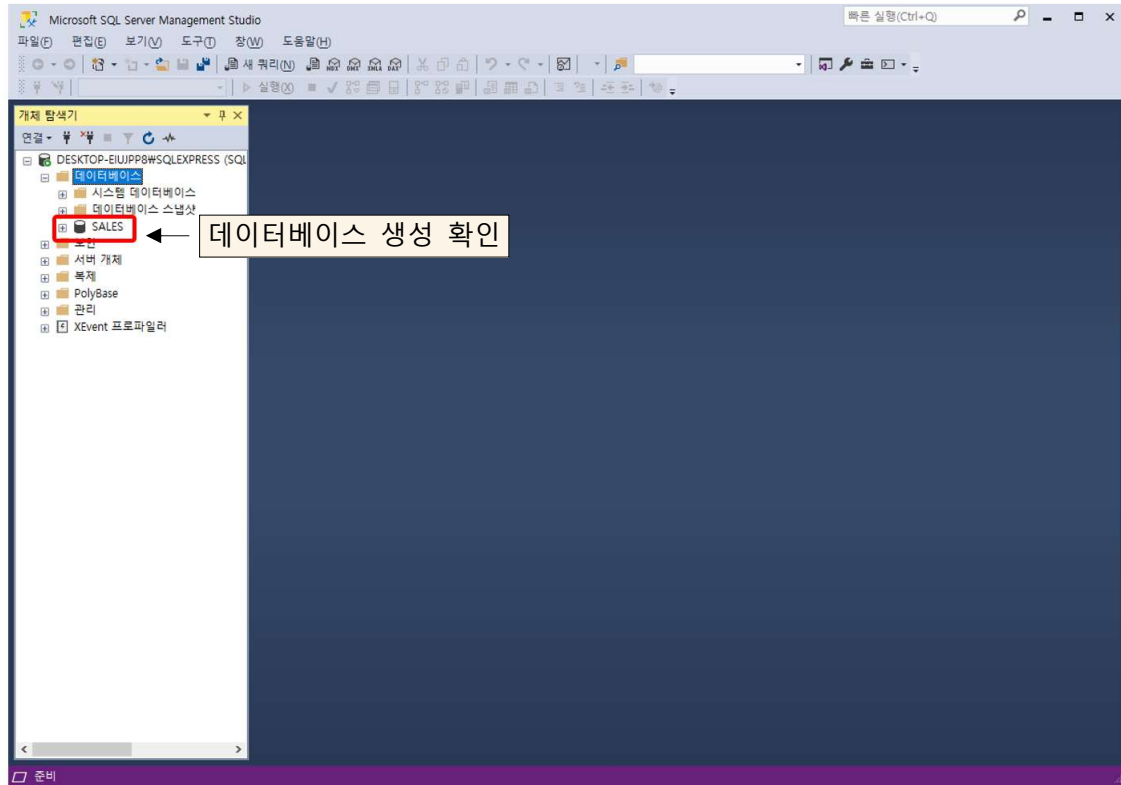 Microsoft SQL Server Management Studio
빠른 실행(Ctrl+Q)
파일(F) 편집(E) 보기(V) 도구(T) 창(W) 도움말(H)
새 쿼리(N)
실행(X)
개체 탐색기
연결
DESKTOP-EIUJPP8₩SQLEXPRESS (SQL
데이터베이스
시스템 데이터베이스
데이터베이스 스냅샷
SALES
데이터베이스 생성 확인
보안
서버 개체
복제
PolyBase
관리
XEvent 프로파일러
준비